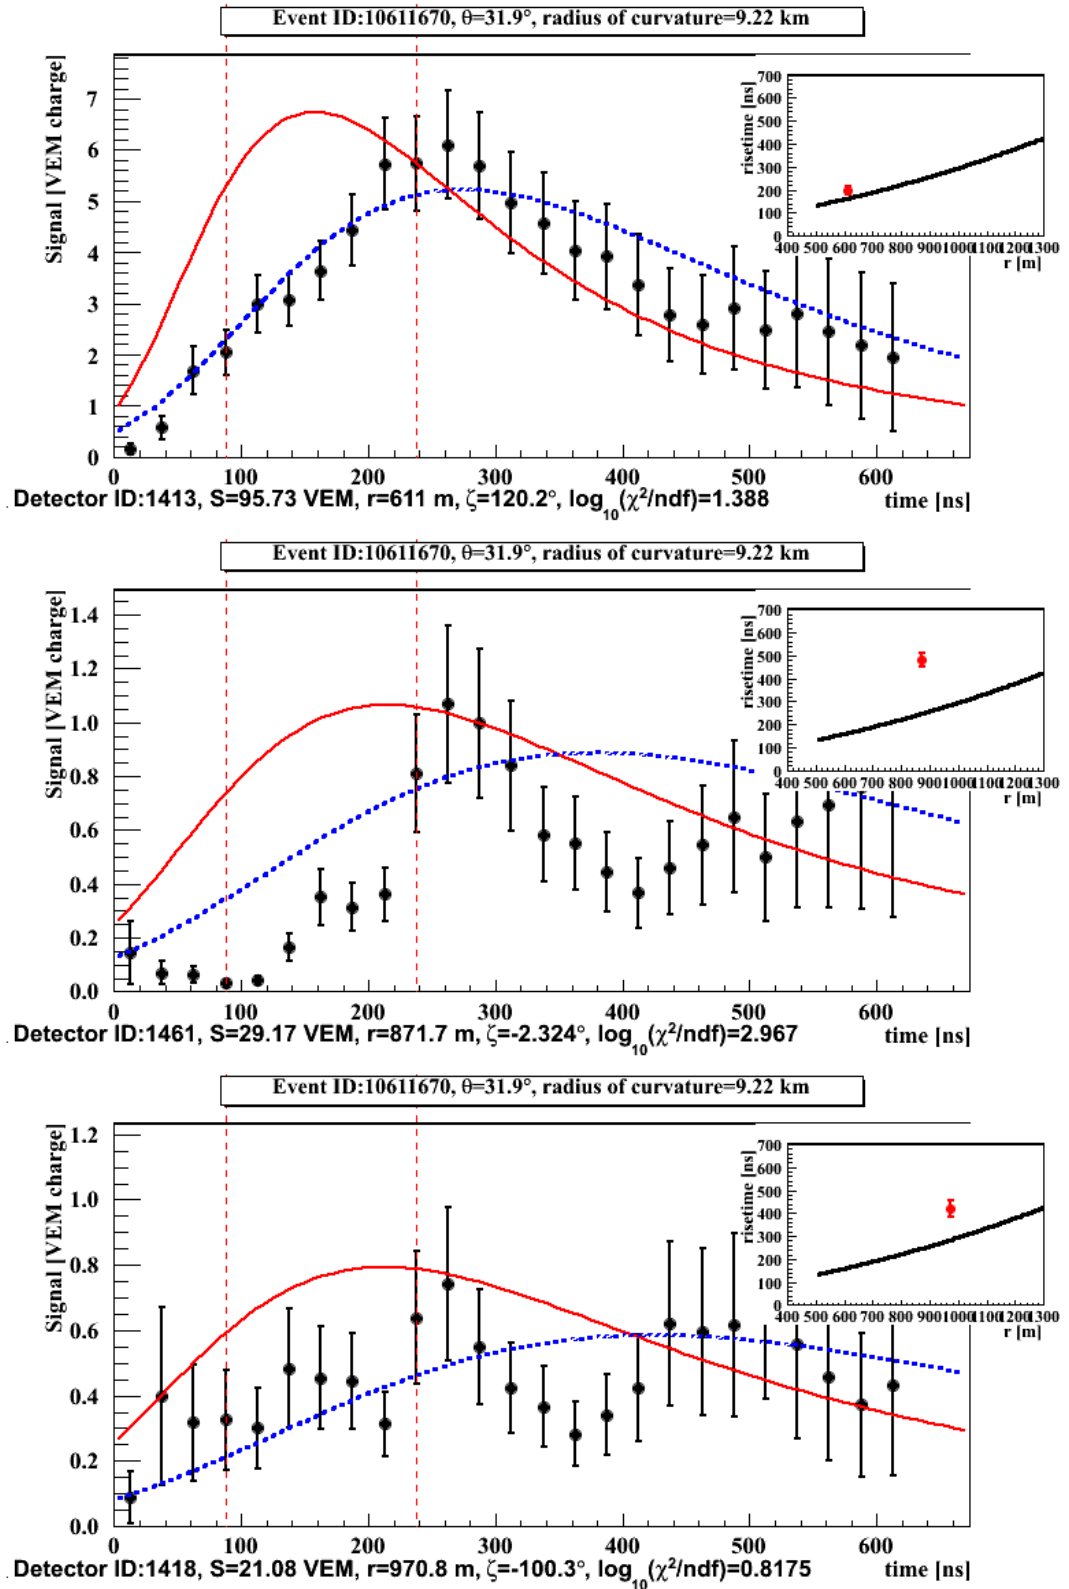 Event ID:10611670, θ=31.9°, radius of curvature=9.22 km
Signal [VEM charge]
7
6
5
4
3
2
1
0
0 100 200 300 400 500 600
time [ns]
risetime [ns]
700
600
500
400
300
200
100
0
400 500 600 700 800 900 1000 1100 1200 1300
r [m]
Detector ID:1413, S=95.73 VEM, r=611 m, ζ=120.2°, log10(χ²/ndf)=1.388
Event ID:10611670, θ=31.9°, radius of curvature=9.22 km
Signal [VEM charge]
1.4
1.2
1.0
0.8
0.6
0.4
0.2
0.0
0 100 200 300 400 500 600
time [ns]
risetime [ns]
700
600
500
400
300
200
100
0
400 500 600 700 800 900 1000 1100 1200 1300
r [m]
Detector ID:1461, S=29.17 VEM, r=871.7 m, ζ=-2.324°, log10(χ²/ndf)=2.967
Event ID:10611670, θ=31.9°, radius of curvature=9.22 km
Signal [VEM charge]
1.2
1.0
0.8
0.6
0.4
0.2
0.0
0 100 200 300 400 500 600
time [ns]
risetime [ns]
700
600
500
400
300
200
100
0
400 500 600 700 800 900 1000 1100 1200 1300
r [m]
Detector ID:1418, S=21.08 VEM, r=970.8 m, ζ=-100.3°, log10(χ²/ndf)=0.8175